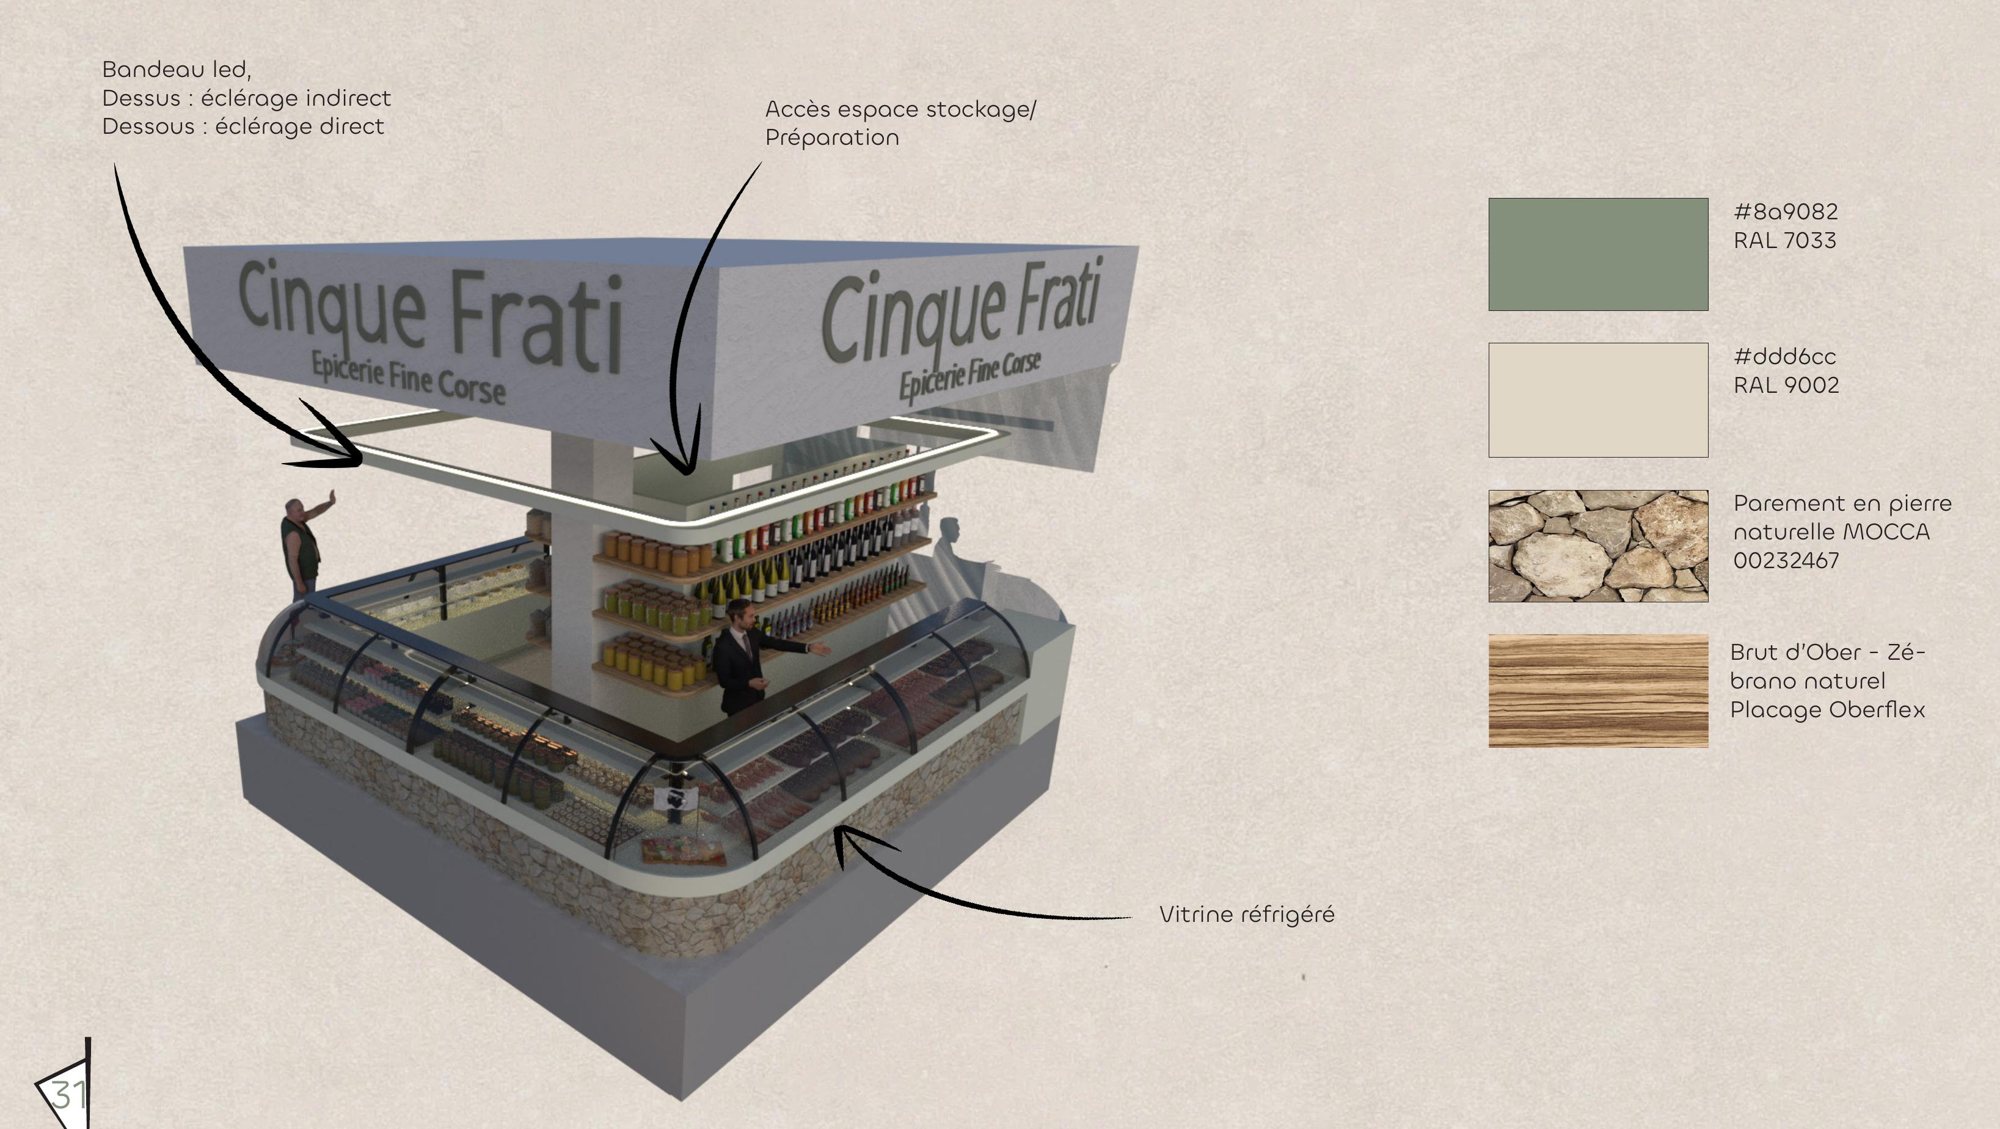 Bandeau led,
Dessus : éclérage indirect
Dessous : éclérage direct
Accès espace stockage/
Préparation
Cinque Frati
Epicerie Fine Corse
Cinque Frati
Epicerie Fine Corse
#8a9082
RAL 7033
#ddd6cc
RAL 9002
Parement en pierre
naturelle MOCCA
00232467
Brut d'Ober - Zé-
brano naturel
Placage Oberflex
Vitrine réfrigéré
31